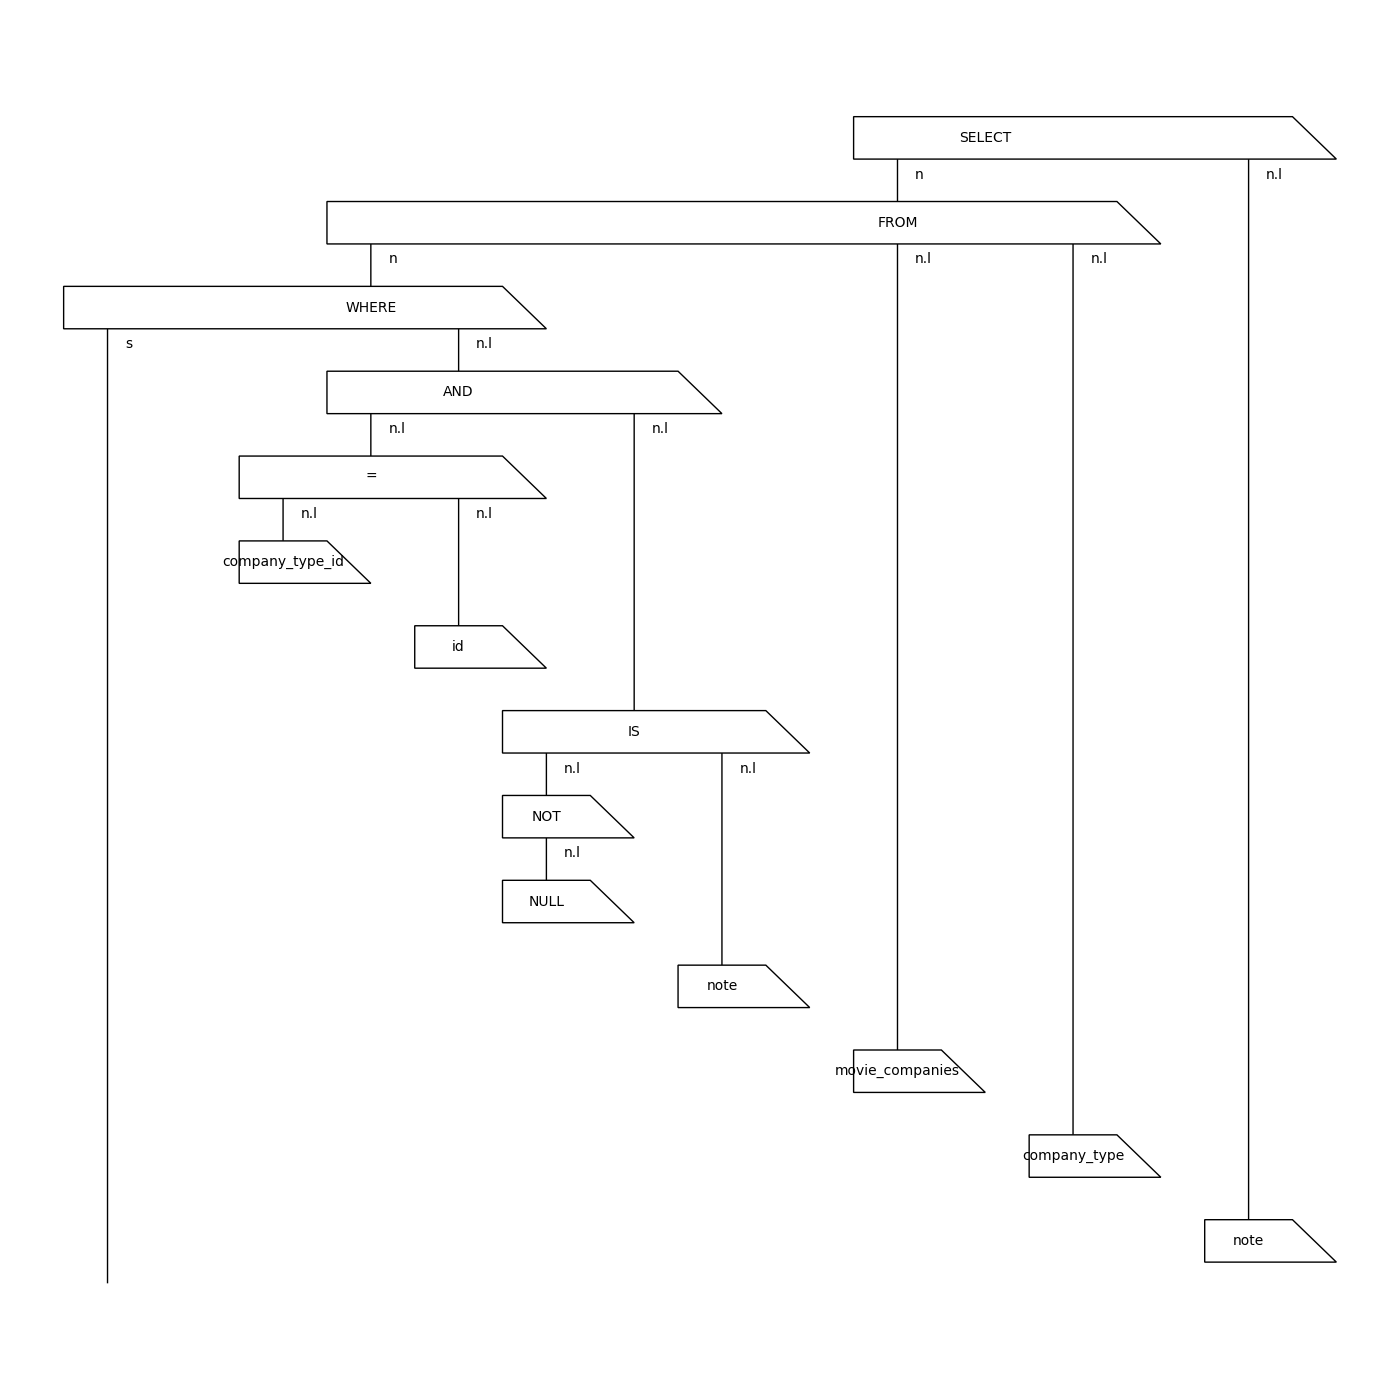 SELECT
n n.l
FROM
n n.l n.l
WHERE
s n.l
AND
n.l n.l
=
n.l n.l
company_type_id
id
IS
n.l n.l
NOT
n.l
NULL
note
movie_companies
company_type
note